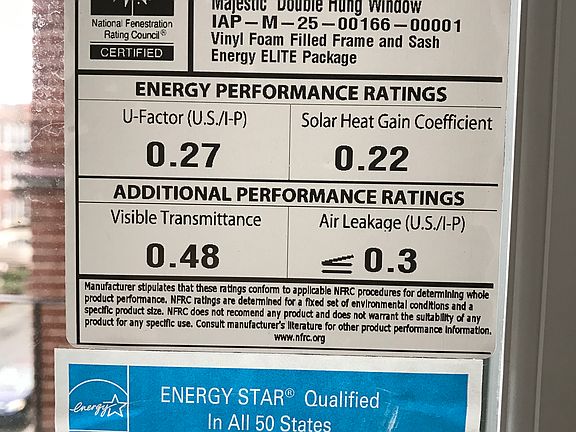 Majestic Double Hung Window
IAP-M-25-00166-00001
Vinyl Foam Filled Frame and Sash
Energy ELITE Package
National Fenestration
Rating Council®
CERTIFIED
ENERGY PERFORMANCE RATINGS
U-Factor (U.S./I-P)
Solar Heat Gain Coefficient
0.27
0.22
ADDITIONAL PERFORMANCE RATINGS
Visible Transmittance
Air Leakage (U.S./I-P)
0.48
≤ 0.3
Manufacturer stipulates that these ratings conform to applicable NFRC procedures for determining whole
product performance. NFRC ratings are determined for a fixed set of environmental conditions and a
specific product size. NFRC does not recomend any product and does not warrant the suitability of any
product for any specific use. Consult manufacturer's literature for other product performance information.
www.nfrc.org
energy
ENERGY STAR® Qualified
In All 50 States